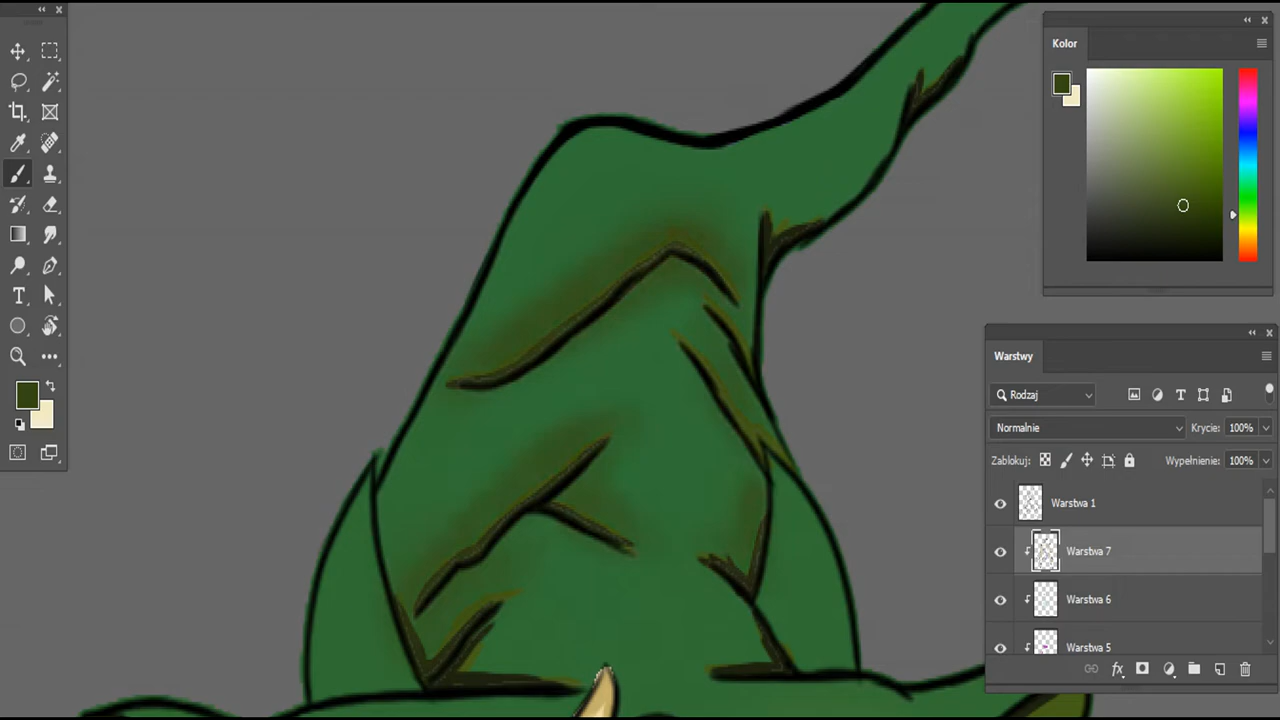 Kolor
Warstwy
Rodzaj
Normalnie Krycie: 100%
Zablokuj: Wypełnienie: 100%
Warstwa 1
Warstwa 7
Warstwa 6
Warstwa 5